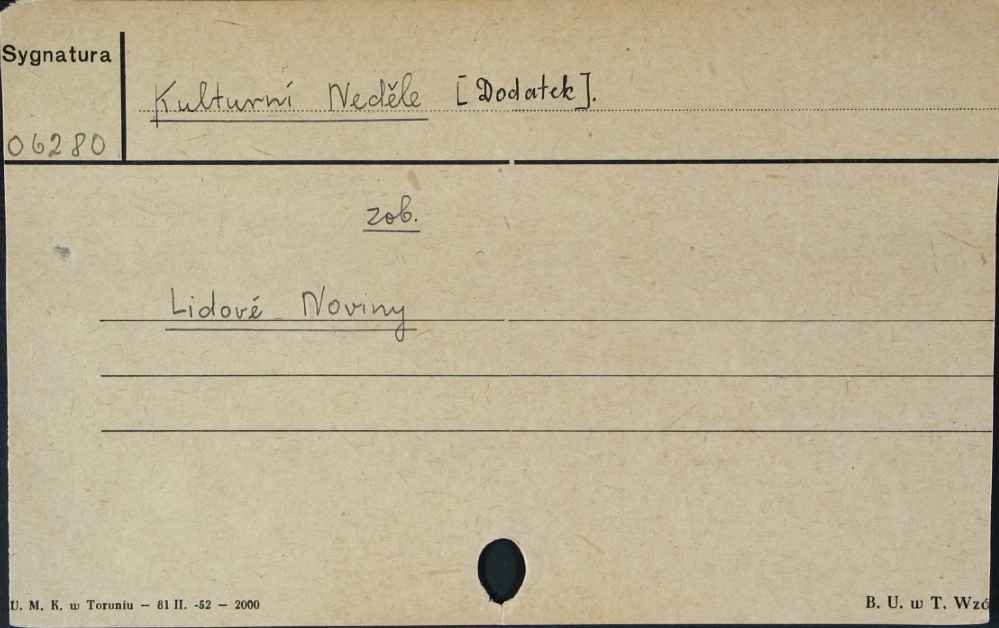 Sygnatura
Kulturní Neděle [Dodatek].
06280
zob.
Lidové Noviny
U. M. K. w Toruniu — 81 II. -52 — 2000
B. U. w T. Wzó